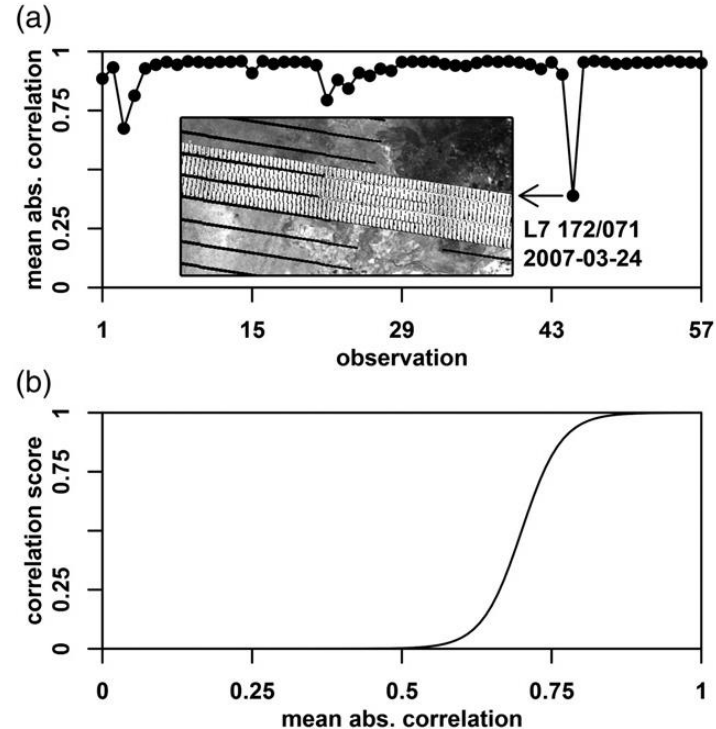 (a)
mean abs. correlation
1
0.75
0.25
0
L7 172/071
2007-03-24
1 15 29 43 57
observation
(b)
correlation score
1
0.75
0.25
0
0 0.25 0.5 0.75 1
mean abs. correlation